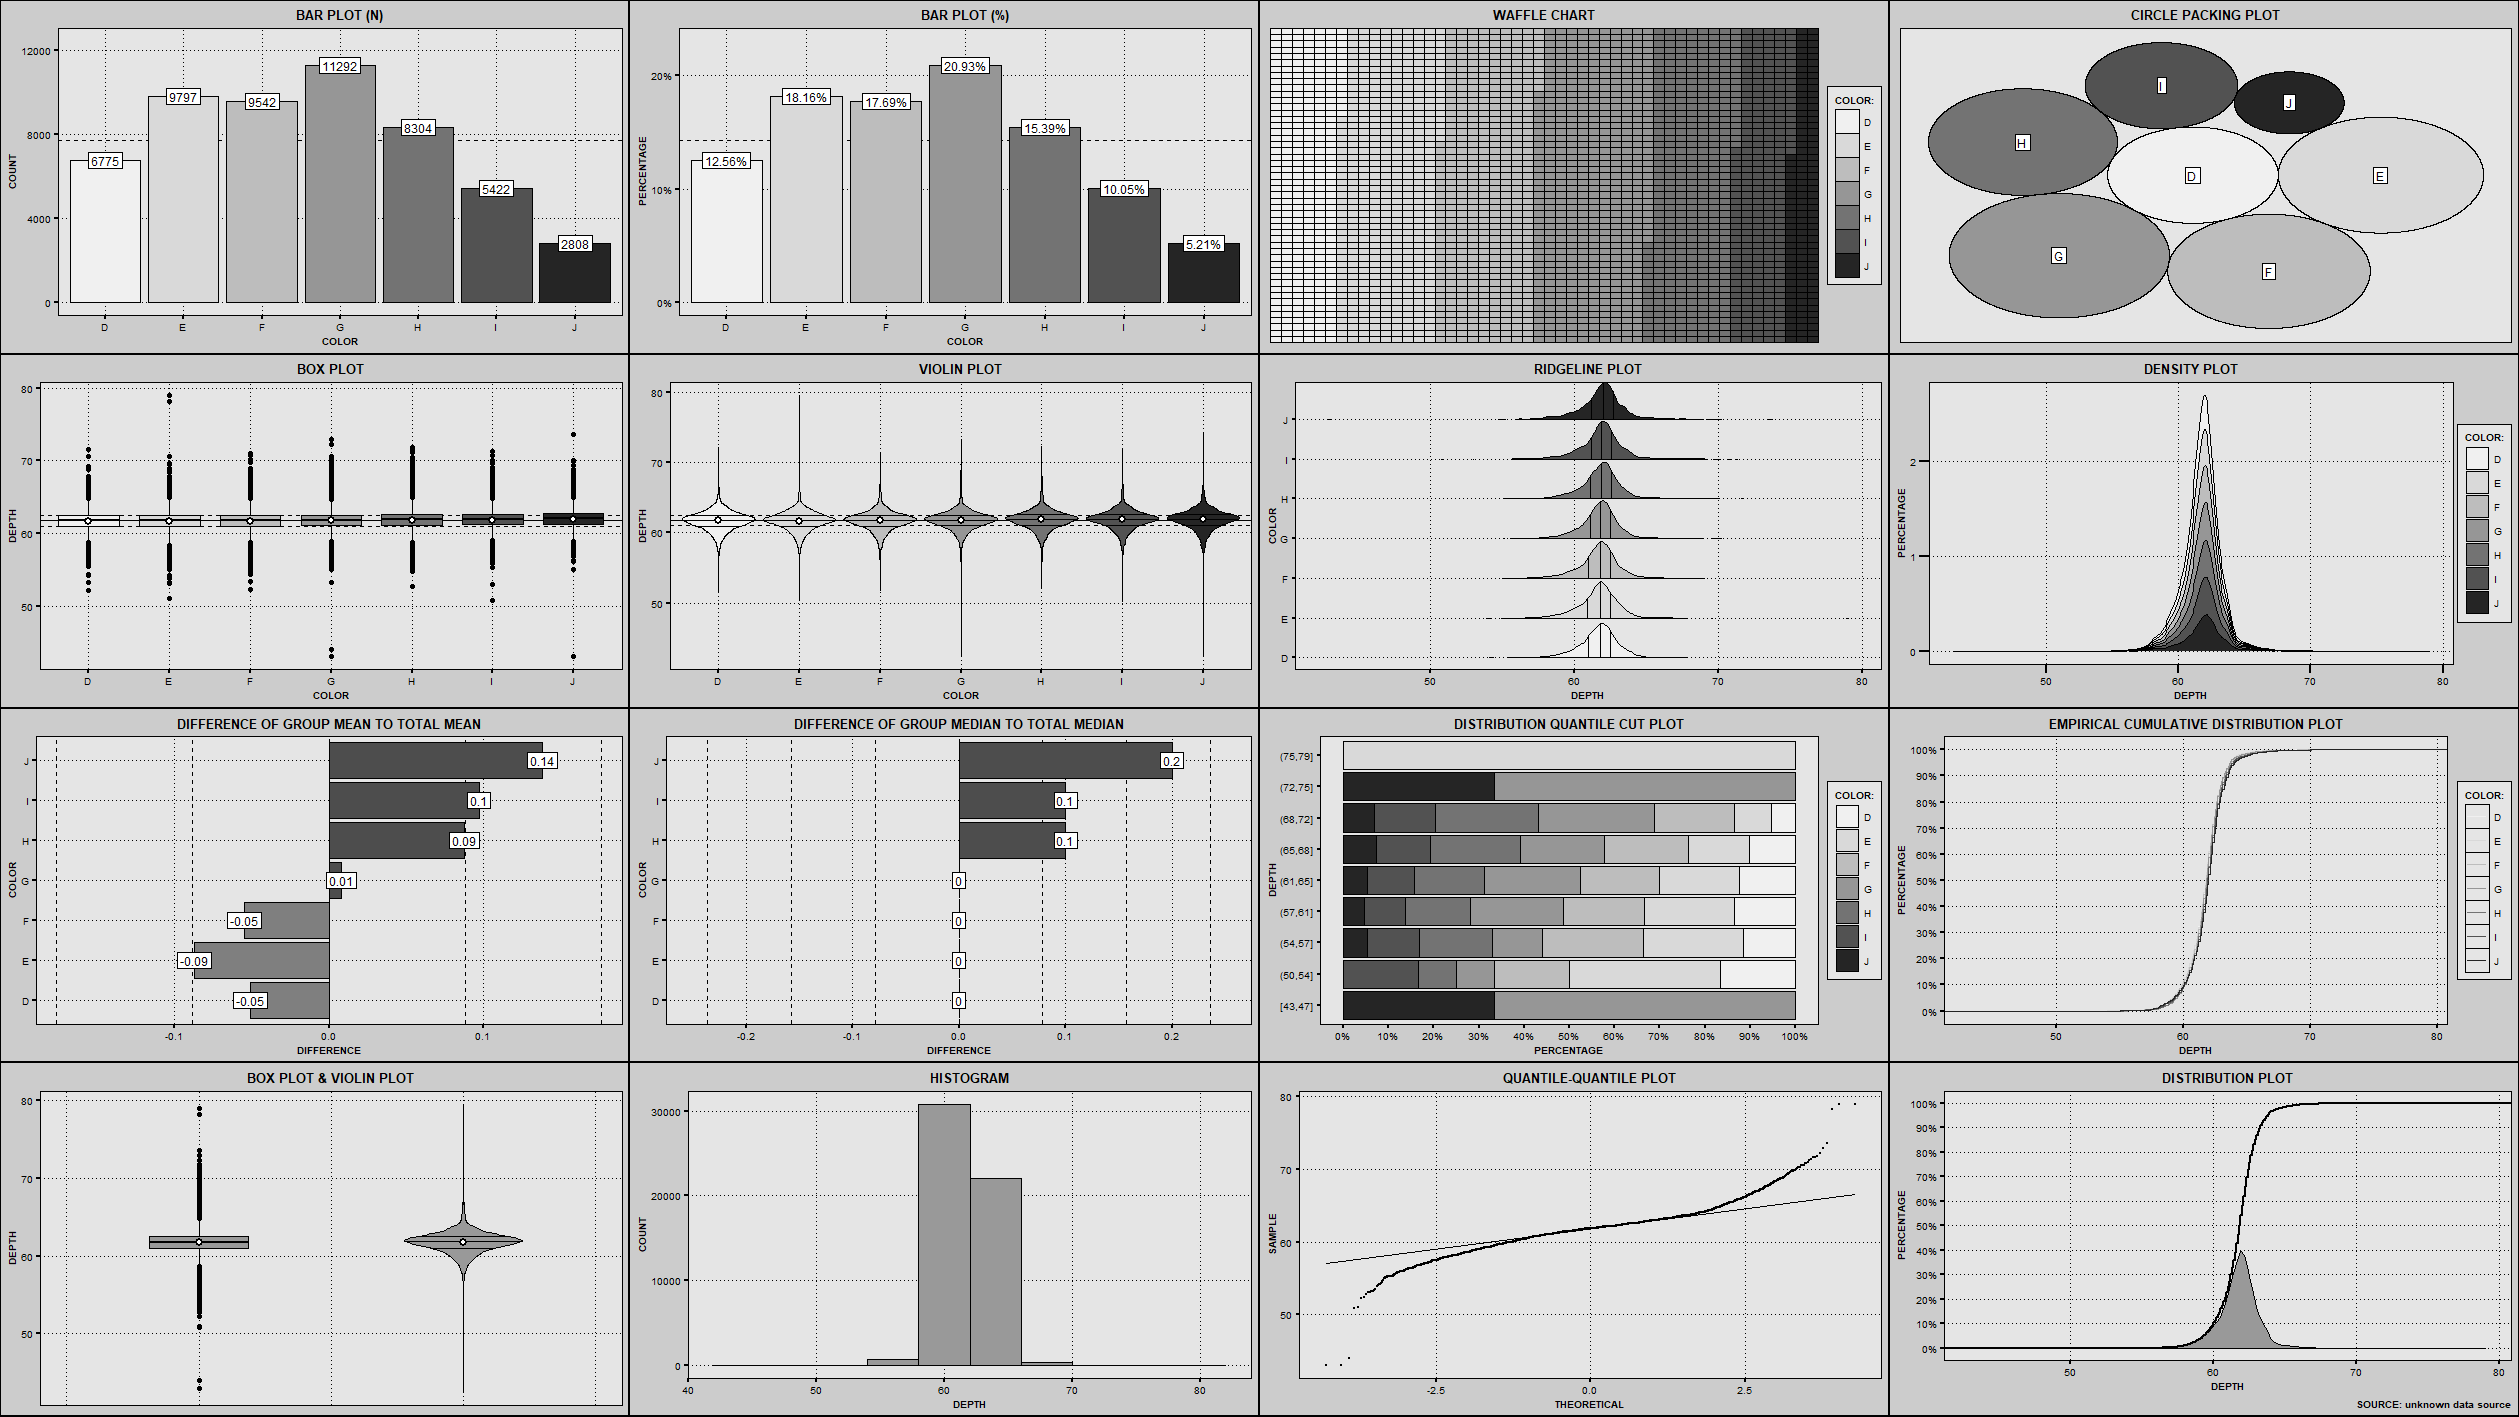 BAR PLOT (N)
12000
8000
4000
0
COUNT
6775
9797
9542
11292
8304
5422
2808
D E F G H I J
COLOR
BAR PLOT (%)
20%
10%
0%
PERCENTAGE
12.56%
18.16%
17.69%
20.93%
15.39%
10.05%
5.21%
D E F G H I J
COLOR
WAFFLE CHART
COLOR:
D
E
F
G
H
I
J
CIRCLE PACKING PLOT
I
J
H
D
E
G
F
BOX PLOT
80
70
60
50
DEPTH
D E F G H I J
COLOR
VIOLIN PLOT
80
70
60
50
DEPTH
D E F G H I J
COLOR
RIDGELINE PLOT
J
I
H
G
F
E
D
COLOR
50 60 70 80
DEPTH
DENSITY PLOT
2
1
0
PERCENTAGE
50 60 70 80
DEPTH
COLOR:
D
E
F
G
H
I
J
DIFFERENCE OF GROUP MEAN TO TOTAL MEAN
J
I
H
G
F
E
D
COLOR
0.14
0.1
0.09
0.01
-0.05
-0.09
-0.05
-0.1 0.0 0.1
DIFFERENCE
DIFFERENCE OF GROUP MEDIAN TO TOTAL MEDIAN
J
I
H
G
F
E
D
COLOR
0.2
0.1
0.1
0
0
0
0
-0.2 -0.1 0.0 0.1 0.2
DIFFERENCE
DISTRIBUTION QUANTILE CUT PLOT
(75,79]
(72,75]
(68,72]
(65,68]
(61,65]
(57,61]
(54,57]
(50,54]
[43,47]
DEPTH
0% 10% 20% 30% 40% 50% 60% 70% 80% 90% 100%
PERCENTAGE
COLOR:
D
E
F
G
H
I
J
EMPIRICAL CUMULATIVE DISTRIBUTION PLOT
100%
90%
80%
70%
60%
50%
40%
30%
20%
10%
0%
PERCENTAGE
50 60 70 80
DEPTH
COLOR:
D
E
F
G
H
I
J
BOX PLOT & VIOLIN PLOT
80
70
60
50
DEPTH
HISTOGRAM
30000
20000
10000
0
COUNT
40 50 60 70 80
DEPTH
QUANTILE-QUANTILE PLOT
80
70
60
50
SAMPLE
-2.5 0.0 2.5
THEORETICAL
DISTRIBUTION PLOT
100%
90%
80%
70%
60%
50%
40%
30%
20%
10%
0%
PERCENTAGE
50 60 70 80
DEPTH
SOURCE: unknown data source